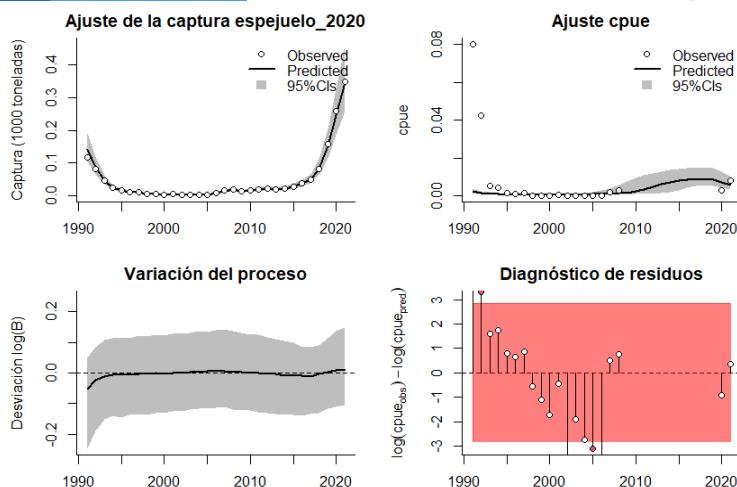 Ajuste de la captura espejuelo_2020
Captura (1000 toneladas)
0.0 0.1 0.2 0.3 0.4
Observed
Predicted
95%CIs
1990 2000 2010 2020
Ajuste cpue
cpue
0.00 0.04 0.08
Observed
Predicted
95%CIs
1990 2000 2010 2020
Variación del proceso
Desviación log(B)
-0.2 0.0 0.2
1990 2000 2010 2020
Diagnóstico de residuos
log(cpue_obs) − log(cpue_pred)
-3 -2 -1 0 1 2 3
1990 1995 2000 2005 2010 2015 2020